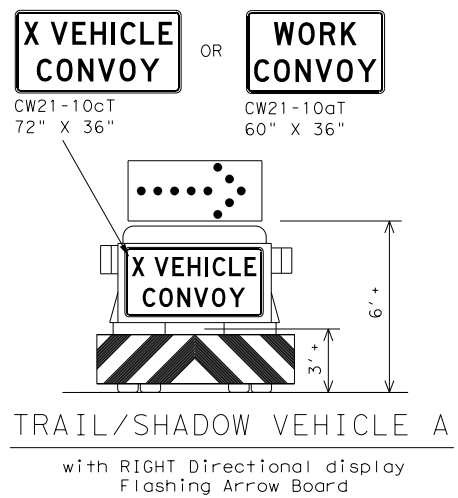 X VEHICLE
CONVOY
OR
WORK
CONVOY
CW21-10cT
72" X 36"
CW21-10aT
60" X 36"
X VEHICLE
CONVOY
6'+
3'+
TRAIL/SHADOW VEHICLE A
with RIGHT Directional display
Flashing Arrow Board